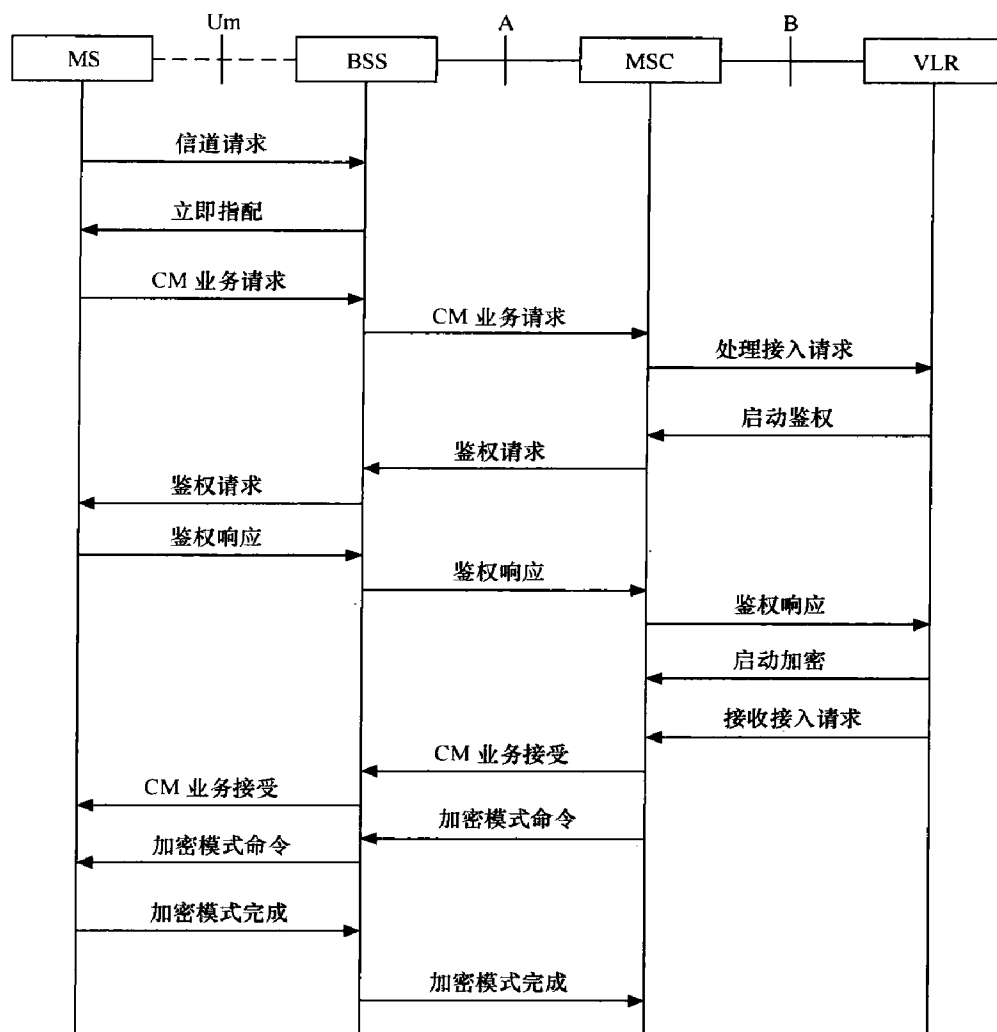 Um
A
B
MS
BSS
MSC
VLR
信道请求
立即指配
CM 业务请求
CM 业务请求
处理接入请求
启动鉴权
鉴权请求
鉴权请求
鉴权响应
鉴权响应
鉴权响应
启动加密
接收接入请求
CM 业务接受
CM 业务接受
加密模式命令
加密模式命令
加密模式完成
加密模式完成